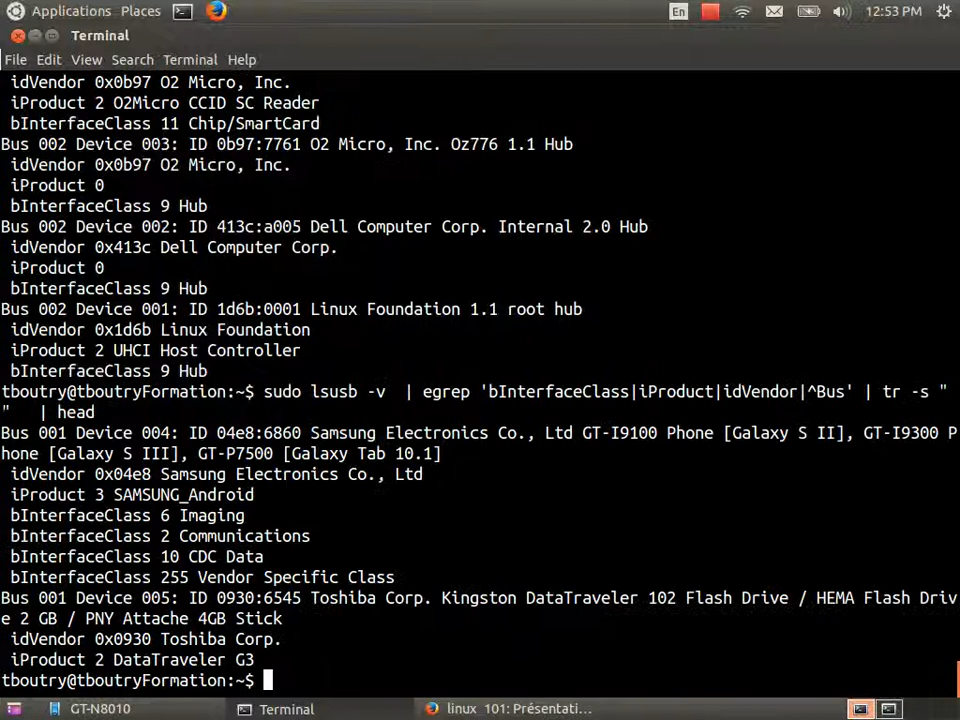 Applications Places En 12:53 PM
Terminal
File Edit View Search Terminal Help
idVendor 0x0b97 O2 Micro, Inc.
iProduct 2 O2Micro CCID SC Reader
bInterfaceClass 11 Chip/SmartCard
Bus 002 Device 003: ID 0b97:7761 O2 Micro, Inc. Oz776 1.1 Hub
idVendor 0x0b97 O2 Micro, Inc.
iProduct 0
bInterfaceClass 9 Hub
Bus 002 Device 002: ID 413c:a005 Dell Computer Corp. Internal 2.0 Hub
idVendor 0x413c Dell Computer Corp.
iProduct 0
bInterfaceClass 9 Hub
Bus 002 Device 001: ID 1d6b:0001 Linux Foundation 1.1 root hub
idVendor 0x1d6b Linux Foundation
iProduct 2 UHCI Host Controller
bInterfaceClass 9 Hub
tboutry@tboutryFormation:~$ sudo lsusb -v  | egrep 'bInterfaceClass|iProduct|idVendor|^Bus' | tr -s "
"   | head
Bus 001 Device 004: ID 04e8:6860 Samsung Electronics Co., Ltd GT-I9100 Phone [Galaxy S II], GT-I9300 P
hone [Galaxy S III], GT-P7500 [Galaxy Tab 10.1]
idVendor 0x04e8 Samsung Electronics Co., Ltd
iProduct 3 SAMSUNG_Android
bInterfaceClass 6 Imaging
bInterfaceClass 2 Communications
bInterfaceClass 10 CDC Data
bInterfaceClass 255 Vendor Specific Class
Bus 001 Device 005: ID 0930:6545 Toshiba Corp. Kingston DataTraveler 102 Flash Drive / HEMA Flash Driv
e 2 GB / PNY Attache 4GB Stick
idVendor 0x0930 Toshiba Corp.
iProduct 2 DataTraveler G3
tboutry@tboutryFormation:~$
GT-N8010 Terminal linux 101: Présentati...